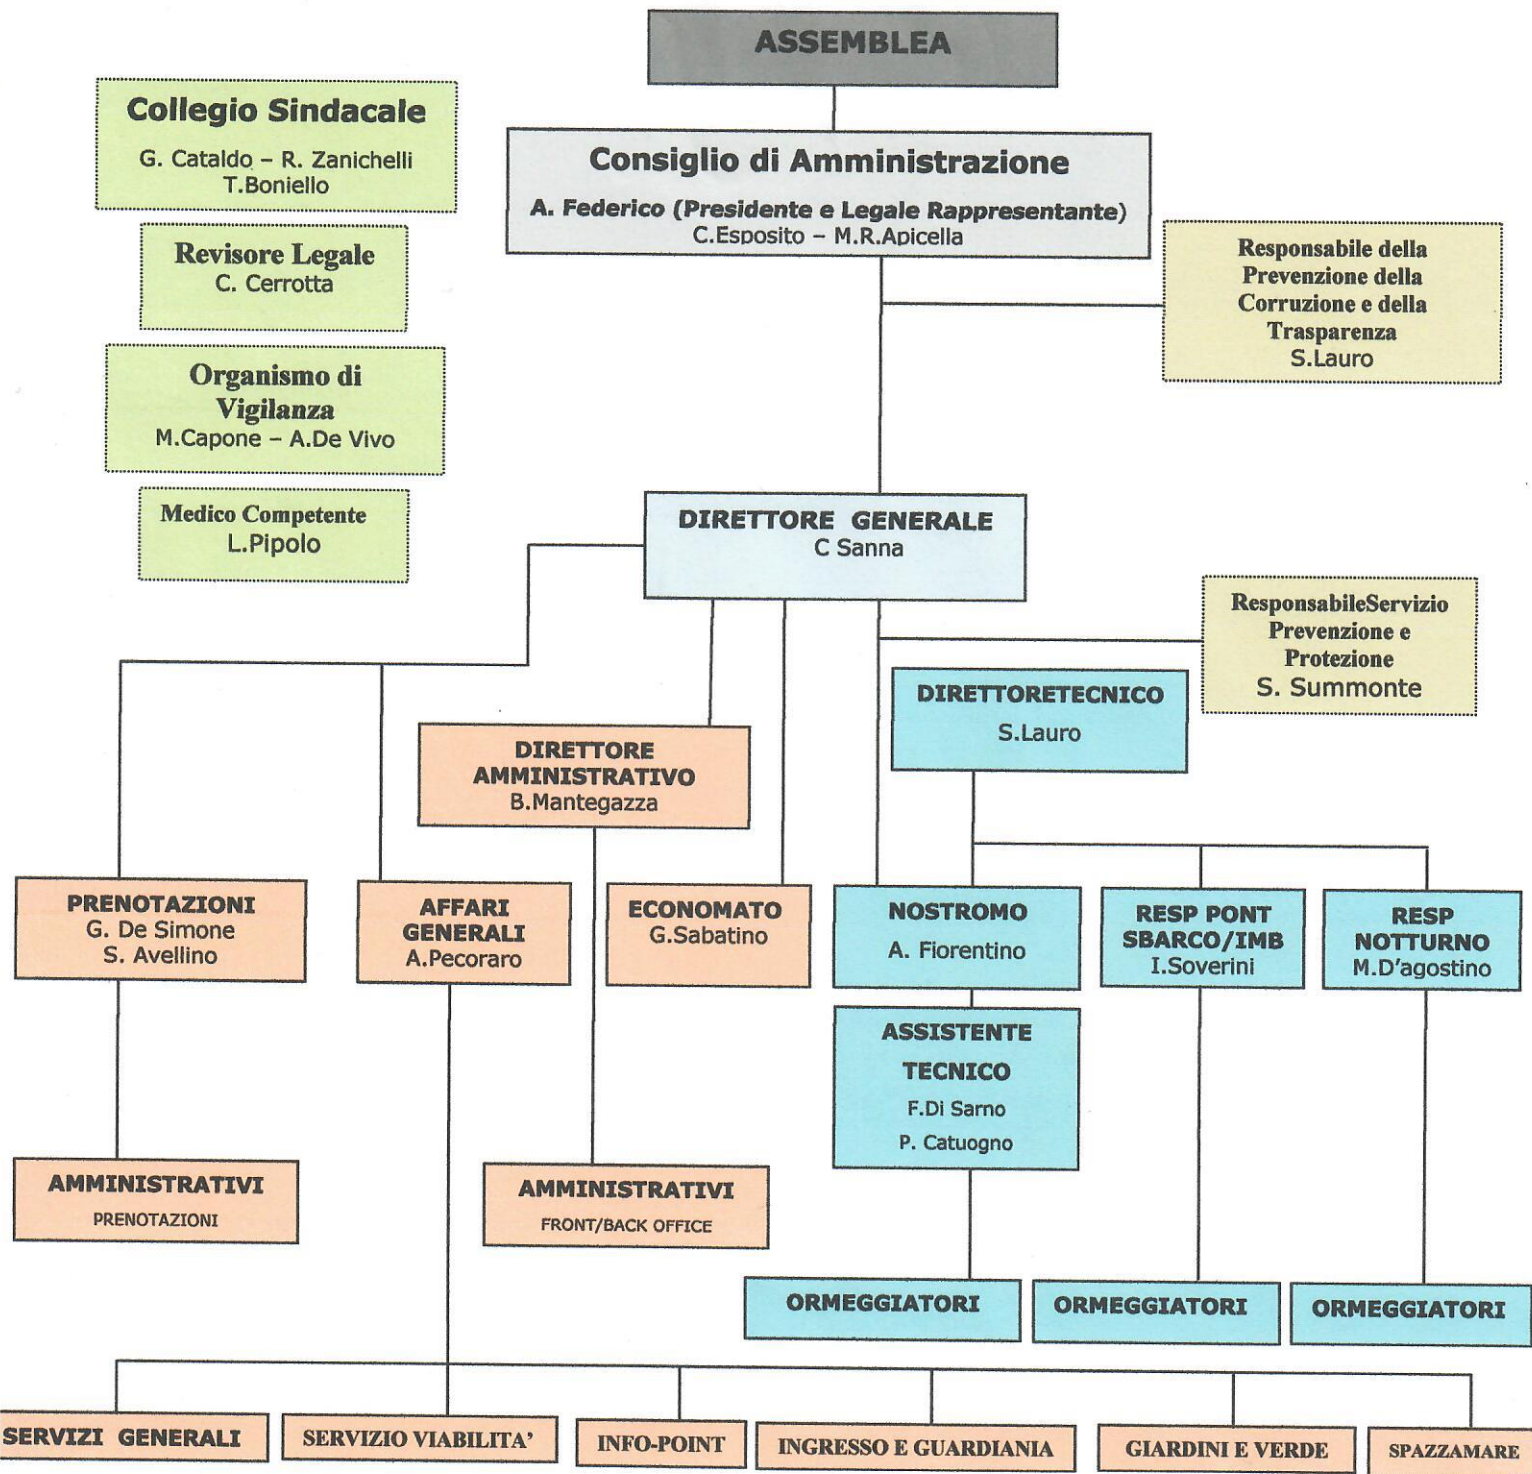 ASSEMBLEA
Collegio Sindacale
G. Cataldo – R. Zanichelli
T.Boniello
Consiglio di Amministrazione
A. Federico (Presidente e Legale Rappresentante)
C.Esposito – M.R.Apicella
Revisore Legale
C. Cerrotta
Responsabile della
Prevenzione della
Corruzione e della
Trasparenza
S.Lauro
Organismo di
Vigilanza
M.Capone – A.De Vivo
Medico Competente
L.Pipolo
DIRETTORE GENERALE
C Sanna
ResponsabileServizio
Prevenzione e
Protezione
S. Summonte
DIRETTORETECNICO
S.Lauro
DIRETTORE
AMMINISTRATIVO
B.Mantegazza
PRENOTAZIONI
G. De Simone
S. Avellino
AFFARI
GENERALI
A.Pecoraro
ECONOMATO
G.Sabatino
NOSTROMO
A. Fiorentino
RESP PONT
SBARCO/IMB
I.Soverini
RESP
NOTTURNO
M.D’agostino
ASSISTENTE
TECNICO
F.Di Sarno
P. Catuogno
AMMINISTRATIVI
PRENOTAZIONI
AMMINISTRATIVI
FRONT/BACK OFFICE
ORMEGGIATORI
ORMEGGIATORI
ORMEGGIATORI
SERVIZI GENERALI
SERVIZIO VIABILITA’
INFO-POINT
INGRESSO E GUARDIANIA
GIARDINI E VERDE
SPAZZAMARE